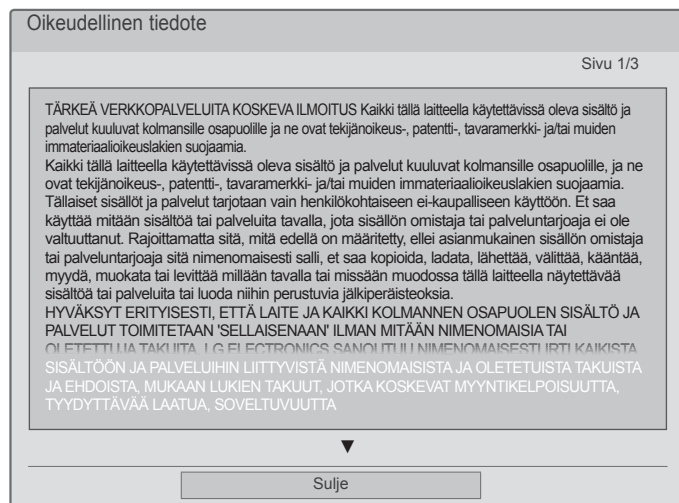 Oikeudellinen tiedote
Sivu 1/3
TÄRKEÄ VERKKOPALVELUITA KOSKEVA ILMOITUS Kaikki tällä laitteella käytettävissä oleva sisältö ja
palvelut kuuluvat kolmansille osapuolille ja ne ovat tekijänoikeus-, patentti-, tavaramerkki- ja/tai muiden
immateriaalioikeuslakien suojaamia.
Kaikki tällä laitteella käytettävissä oleva sisältö ja palvelut kuuluvat kolmansille osapuolille, ja ne
ovat tekijänoikeus-, patentti-, tavaramerkki- ja/tai muiden immateriaalioikeuslakien suojaamia.
Tällaiset sisällöt ja palvelut tarjotaan vain henkilökohtaiseen ei-kaupalliseen käyttöön. Et saa
käyttää mitään sisältöä tai palveluita tavalla, jota sisällön omistaja tai palveluntarjoaja ei ole
valtuuttanut. Rajoittamatta sitä, mitä edellä on määritetty, ellei asianmukainen sisällön omistaja
tai palveluntarjoaja sitä nimenomaisesti salli, et saa kopioida, ladata, lähettää, välittää, kääntää,
myydä, muokata tai levittää millään tavalla tai missään muodossa tällä laitteella näytettävää
sisältöä tai palveluita tai luoda niihin perustuvia jälkiperäisteoksia.
HYVÄKSYT ERITYISESTI, ETTÄ LAITE JA KAIKKI KOLMANNEN OSAPUOLEN SISÄLTÖ JA
PALVELUT TOIMITETAAN 'SELLAISENAAN' ILMAN MITÄÄN NIMENOMAISIA TAI
OLETETTUJA TAKUITA. LG ELECTRONICS SANOUTUU NIMENOMAISESTI IRTI KAIKISTA
SISÄLTÖÖN JA PALVELUIHIN LIITTYVISTÄ NIMENOMAISISTA JA OLETETUISTA TAKUISTA
JA EHDOISTA, MUKAAN LUKIEN TAKUUT, JOTKA KOSKEVAT MYYNTIKELPOISUUTTA,
TYYDYTTÄVÄÄ LAATUA, SOVELTUVUUTTA
▼
Sulje